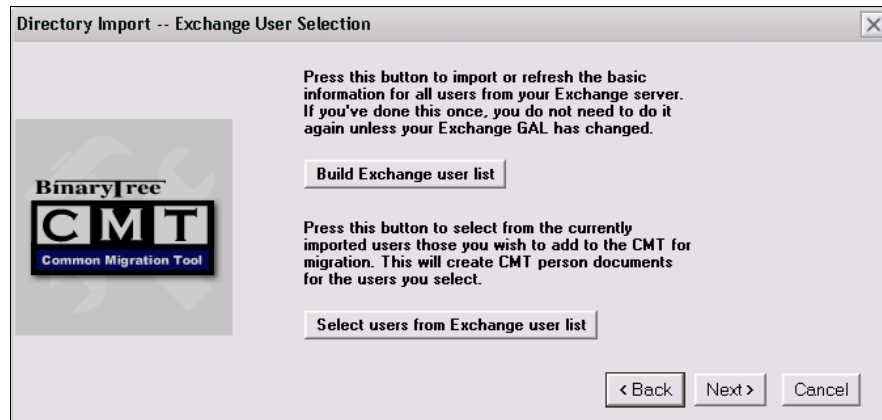 Directory Import -- Exchange User Selection
Press this button to import or refresh the basic
information for all users from your Exchange server.
If you've done this once, you do not need to do it
again unless your Exchange GAL has changed.
Build Exchange user list
BinaryTree
CMT
Common Migration Tool
Press this button to select from the currently
imported users those you wish to add to the CMT for
migration. This will create CMT person documents
for the users you select.
Select users from Exchange user list
< Back
Next >
Cancel